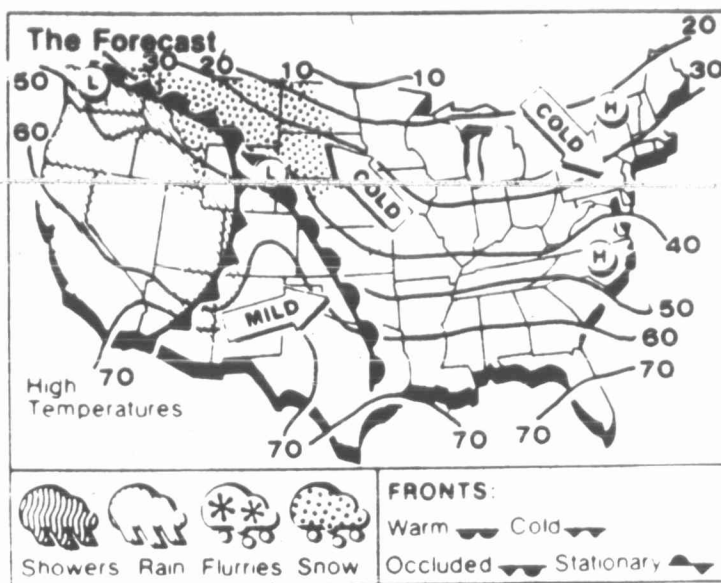 The Forecast
20
50
30 20 10 10
30
L
H
COLD
60
L
COLD
H
40
50
MILD
60
70
70
High
Temperatures
70
70
70
FRONTS:
Warm Cold
Showers Rain Flurries Snow
Occluded Stationary